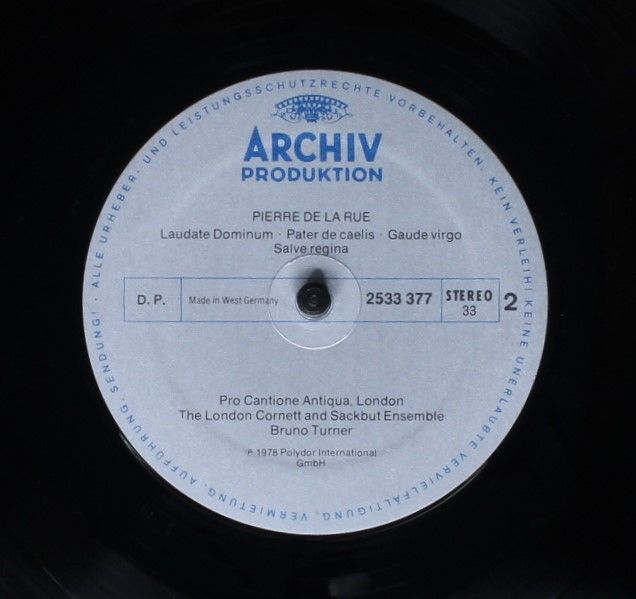 ALLE URHEBER- UND LEISTUNGSSCHUTZRECHTE VORBEHALTEN. KEIN VERLEIH! KEINE UNERLAUBTE VERVIELFÄLTIGUNG, VERMIETUNG, AUFFÜHRUNG, SENDUNG!
ARCHIV
PRODUKTION
PIERRE DE LA RUE
Laudate Dominum · Pater de caelis · Gaude virgo
Salve regina
D. P.
Made in West Germany
2533 377
STEREO
33
2
Pro Cantione Antiqua, London
The London Cornett and Sackbut Ensemble
Bruno Turner
℗ 1978 Polydor International
GmbH